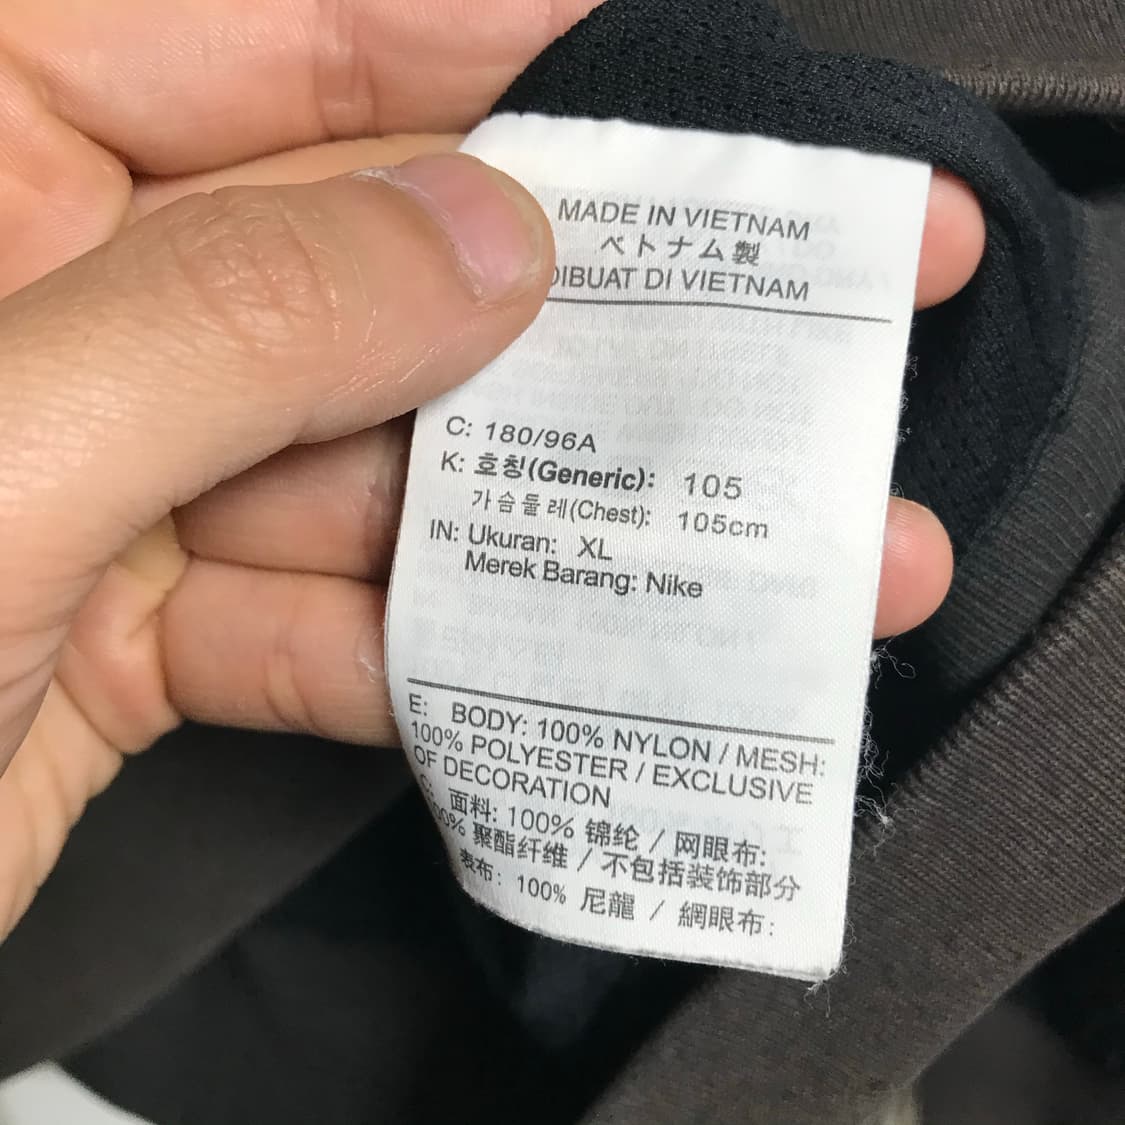 MADE IN VIETNAM
ベトナム製
DIBUAT DI VIETNAM
C: 180/96A
K: 호칭(Generic): 105
가슴둘레(Chest): 105cm
IN: Ukuran: XL
Merek Barang: Nike
E: BODY: 100% NYLON / MESH:
100% POLYESTER / EXCLUSIVE
OF DECORATION
C: 面料: 100% 锦纶 / 网眼布:
100% 聚酯纤维 / 不包括装饰部分
表布: 100% 尼龍 / 網眼布: